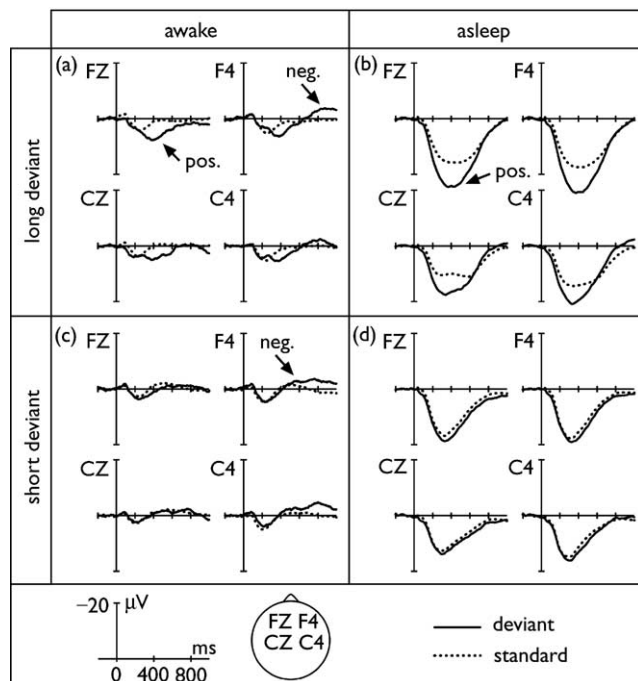 awake
asleep
long deviant
(a)
FZ
F4
neg.
pos.
CZ
C4
(b)
FZ
F4
pos.
CZ
C4
short deviant
(c)
FZ
F4
neg.
CZ
C4
(d)
FZ
F4
CZ
C4
−20 μV
ms
0 400 800
FZ F4
CZ C4
deviant
standard